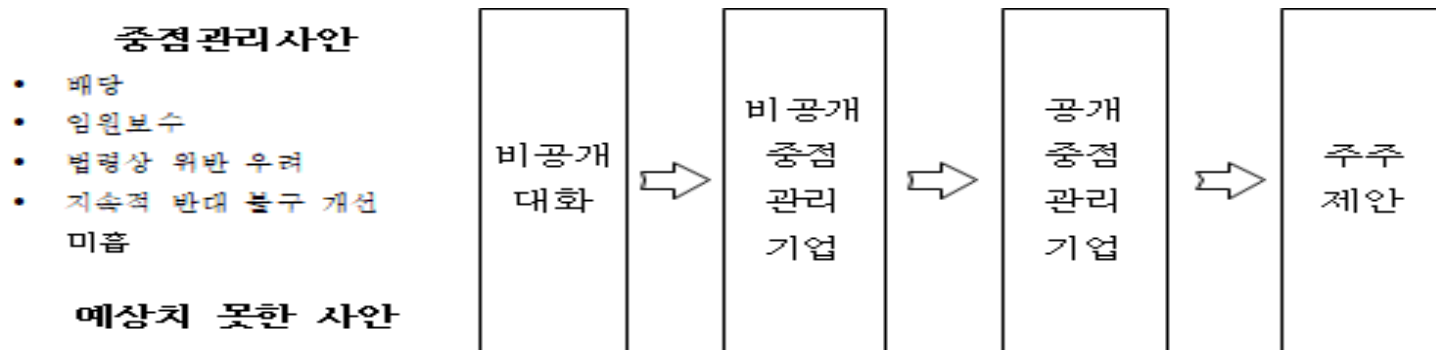 중점관리사안
• 배당
• 임원보수
• 법령상 위반 우려
• 지속적 반대 불구 개선
미흡
예상치 못한 사안
비공개
대화
비공개
중점
관리
기업
공개
중점
관리
기업
주주
제안